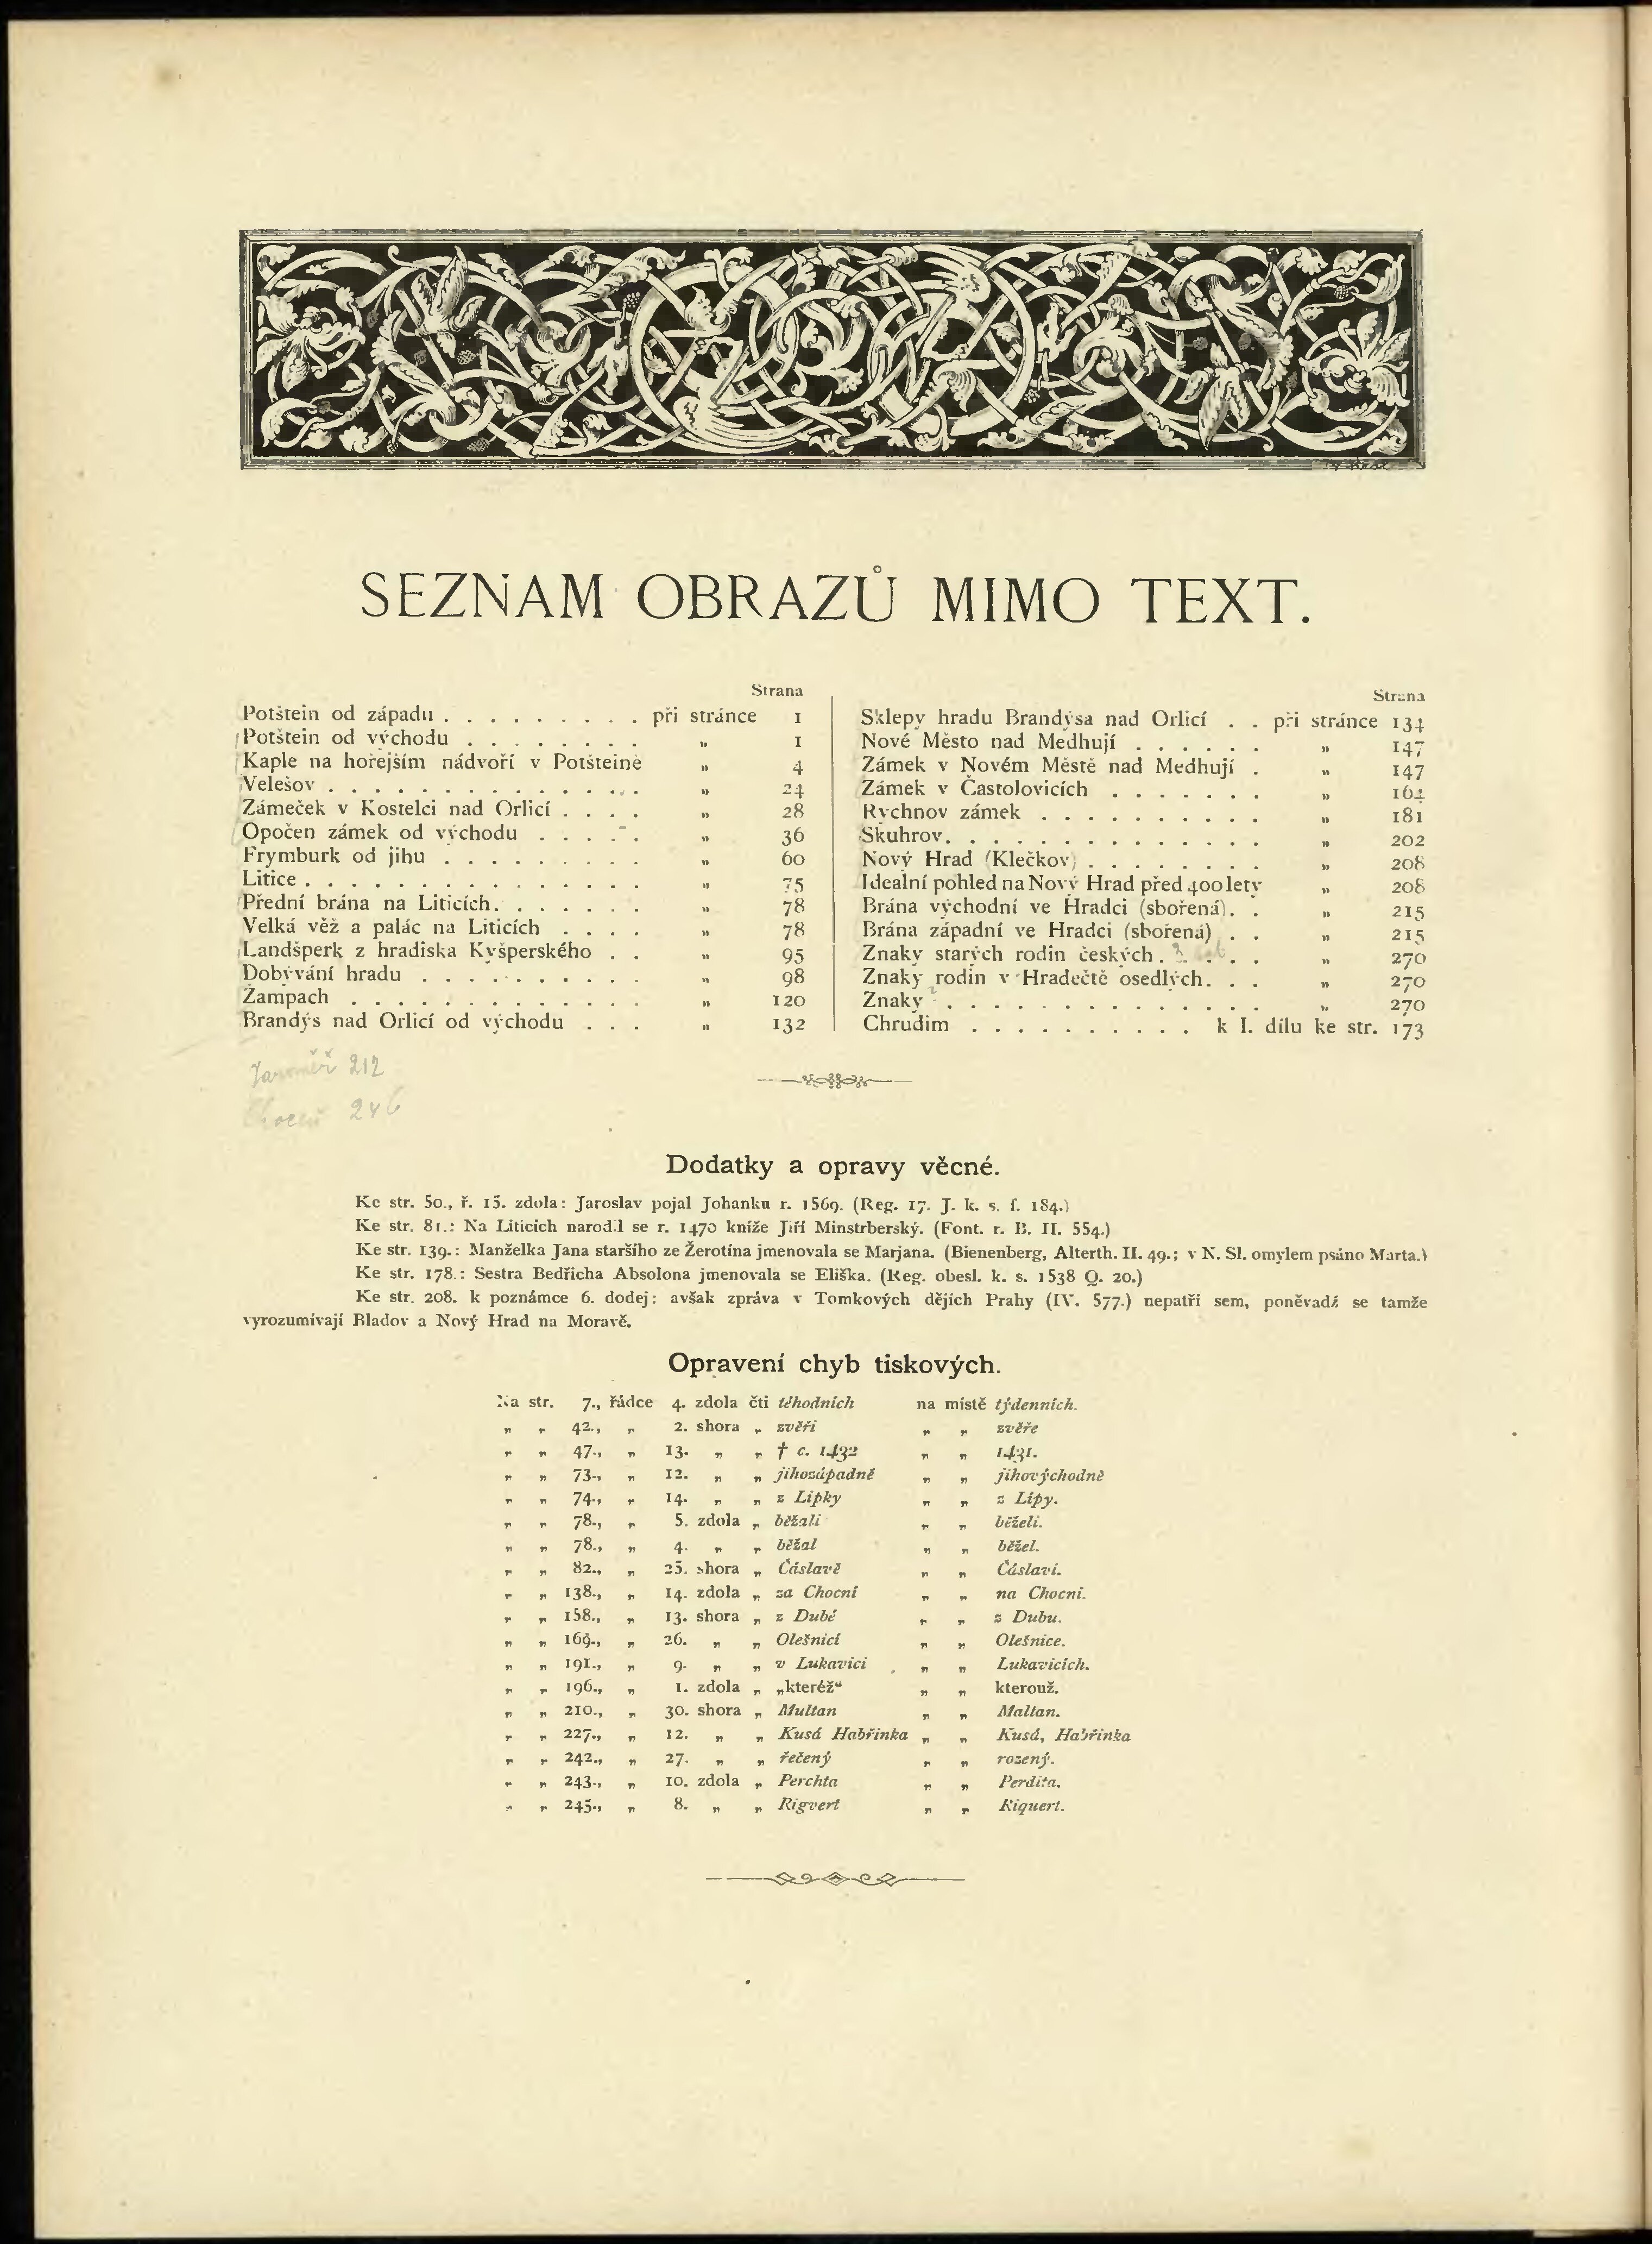 SEZNAM OBRAZŮ MIMO TEXT.
Strana
Potštein od západu . . . . . . . . . při stránce 1
Potštein od východu . . . . . . . . „ 1
Kaple na hořejším nádvoří v Potšteině „ 4
Velešov . . . . . . . . . . . . . . „ 24
Zámeček v Kostelci nad Orlicí . . . . „ 28
Opočen zámek od východu . . . . . „ 36
Frymburk od jihu . . . . . . . . . „ 60
Litice . . . . . . . . . . . . . . . „ 75
Přední brána na Liticích. . . . . . . „ 78
Velká věž a palác na Liticích . . . . „ 78
Landšperk z hradiska Kyšperského . . „ 95
Dobývání hradu . . . . . . . . . . „ 98
Žampach . . . . . . . . . . . . . „ 120
Brandýs nad Orlicí od východu . . . „ 132
Strana
Sklepy hradu Brandýsa nad Orlicí . . při stránce 134
Nové Město nad Medhují . . . . . . „ 147
Zámek v Novém Městě nad Medhují . „ 147
Zámek v Častolovicích . . . . . . . „ 164
Rychnov zámek . . . . . . . . . . „ 181
Skuhrov. . . . . . . . . . . . . . . „ 202
Nový Hrad (Klečkov) . . . . . . . . „ 208
Idealní pohled na Nový Hrad před 400 lety „ 208
Brána východní ve Hradci (sbořená). . „ 215
Brána západní ve Hradci (sbořená) . . „ 215
Znaky starých rodin českých . . . . . „ 270
Znaky rodin v Hradečtě osedlých. . . „ 270
Znaky . . . . . . . . . . . . . . . „ 270
Chrudim . . . . . . . . . . k I. dílu ke str. 173
Jaroměř 212
Choceň 246
Dodatky a opravy věcné.
Ke str. 50., ř. 15. zdola: Jaroslav pojal Johanku r. 1569. (Reg. 17. J. k. s. f. 184.)
Ke str. 81.: Na Liticích narodil se r. 1470 kníže Jiří Minstrberský. (Font. r. B. II. 554.)
Ke str. 139.: Manželka Jana staršího ze Žerotína jmenovala se Marjana. (Bienenberg, Alterth. II. 49.; v N. Sl. omylem psáno Marta.)
Ke str. 178.: Sestra Bedřicha Absolona jmenovala se Eliška. (Reg. obesl. k. s. 1538 Q. 20.)
Ke str. 208. k poznámce 6. dodej: avšak zpráva v Tomkových dějích Prahy (IV. 577.) nepatří sem, poněvadž se tamže
vyrozumívají Bladov a Nový Hrad na Moravě.
Opravení chyb tiskových.
Na str. 7., řádce 4. zdola čti téhodních na místě týdenních.
„ „ 42., „ 2. shora „ zvěři „ „ zvěře
„ „ 47., „ 13. „ „ † c. 1432 „ „ 1431.
„ „ 73., „ 12. „ „ jihozápadně „ „ jihovýchodně
„ „ 74., „ 14. „ „ z Lipky „ „ z Lípy.
„ „ 78., „ 5. zdola „ běžali „ „ běželi.
„ „ 78., „ 4. „ „ běžal „ „ běžel.
„ „ 82., „ 25. shora „ Čáslavě „ „ Čáslavi.
„ „ 138., „ 14. zdola „ za Chocní „ „ na Chocni.
„ „ 158., „ 13. shora „ z Dubé „ „ z Dubu.
„ „ 169., „ 26. „ „ Olešnicí „ „ Olešnice.
„ „ 191., „ 9. „ „ v Lukavici „ „ Lukavicích.
„ „ 196., „ 1. zdola „ „kteréž“ „ „ kterouž.
„ „ 210., „ 30. shora „ Multan „ „ Maltan.
„ „ 227., „ 12. „ „ Kusá Habřinka „ „ Kusá, Habřinka
„ „ 242., „ 27. „ „ řečený „ „ rozený.
„ „ 243., „ 10. zdola „ Perchta „ „ Perdita.
„ „ 245., „ 8. „ „ Rigvert „ „ Riquert.